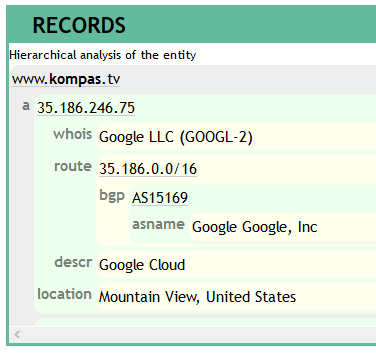 RECORDS
Hierarchical analysis of the entity
www.kompas.tv
a 35.186.246.75
whois Google LLC (GOOGL-2)
route 35.186.0.0/16
bgp AS15169
asname Google Google, Inc
descr Google Cloud
location Mountain View, United States